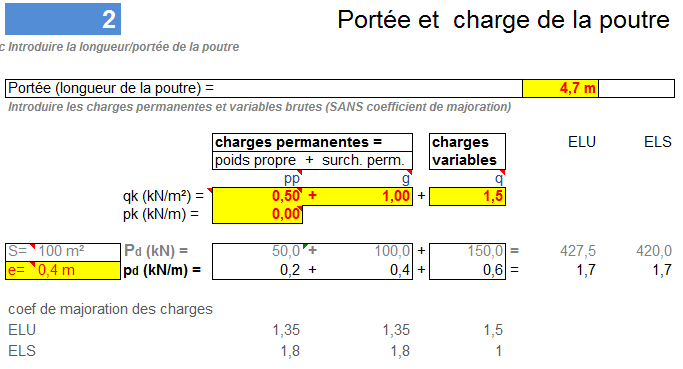 2 Portée et charge de la poutre
c Introduire la longueur/portée de la poutre
Portée (longueur de la poutre) = 4,7 m
Introduire les charges permanentes et variables brutes (SANS coefficient de majoration)
charges permanentes = charges ELU ELS
poids propre + surch. perm. variables
pp g q
qk (kN/m²) = 0,50 + 1,00 + 1,5
pk (kN/m) = 0,00
S= 100 m² Pd (kN) = 50,0 + 100,0 + 150,0 = 427,5 420,0
e= 0,4 m pd (kN/m) = 0,2 + 0,4 + 0,6 = 1,7 1,7
coef de majoration des charges
ELU 1,35 1,35 1,5
ELS 1,8 1,8 1